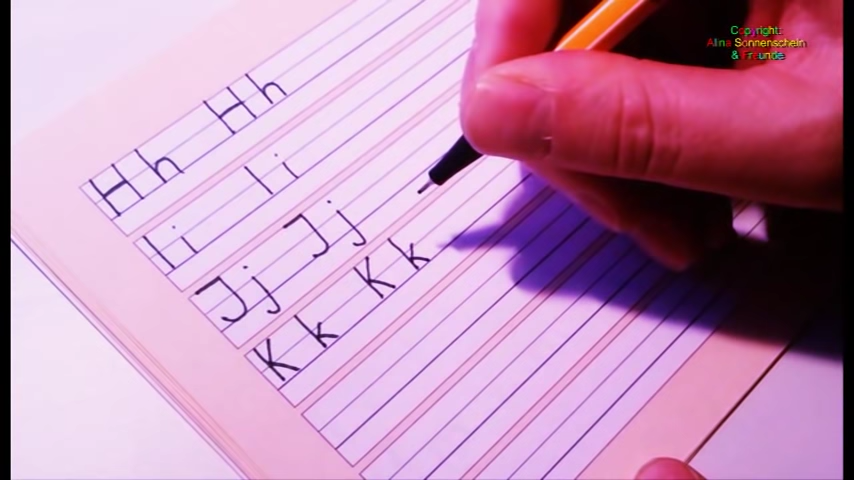 Copyright:
Alina Sonnenschein
& Freunde
Hh Hh
Ii Ii
Jj Jj
Kk Kk